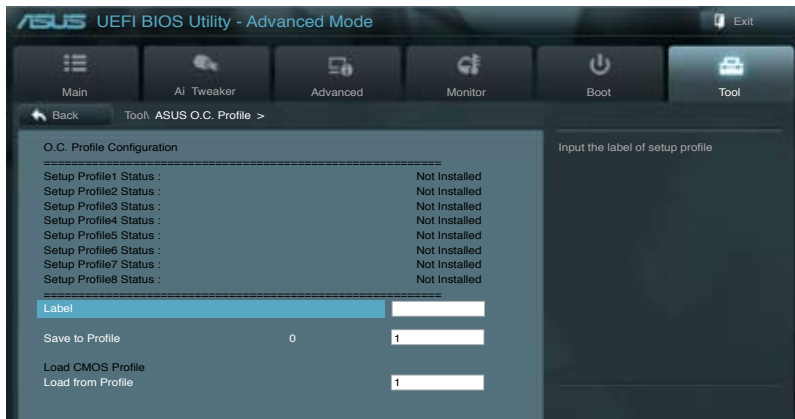 ASUS UEFI BIOS Utility - Advanced Mode
Exit
Main
Ai Tweaker
Advanced
Monitor
Boot
Tool
Back
Tool\ ASUS O.C. Profile >
O.C. Profile Configuration
Input the label of setup profile
==========================================================
Setup Profile1 Status : Not Installed
Setup Profile2 Status : Not Installed
Setup Profile3 Status : Not Installed
Setup Profile4 Status : Not Installed
Setup Profile5 Status : Not Installed
Setup Profile6 Status : Not Installed
Setup Profile7 Status : Not Installed
Setup Profile8 Status : Not Installed
==========================================================
Label
Save to Profile 0 1
Load CMOS Profile
Load from Profile 1